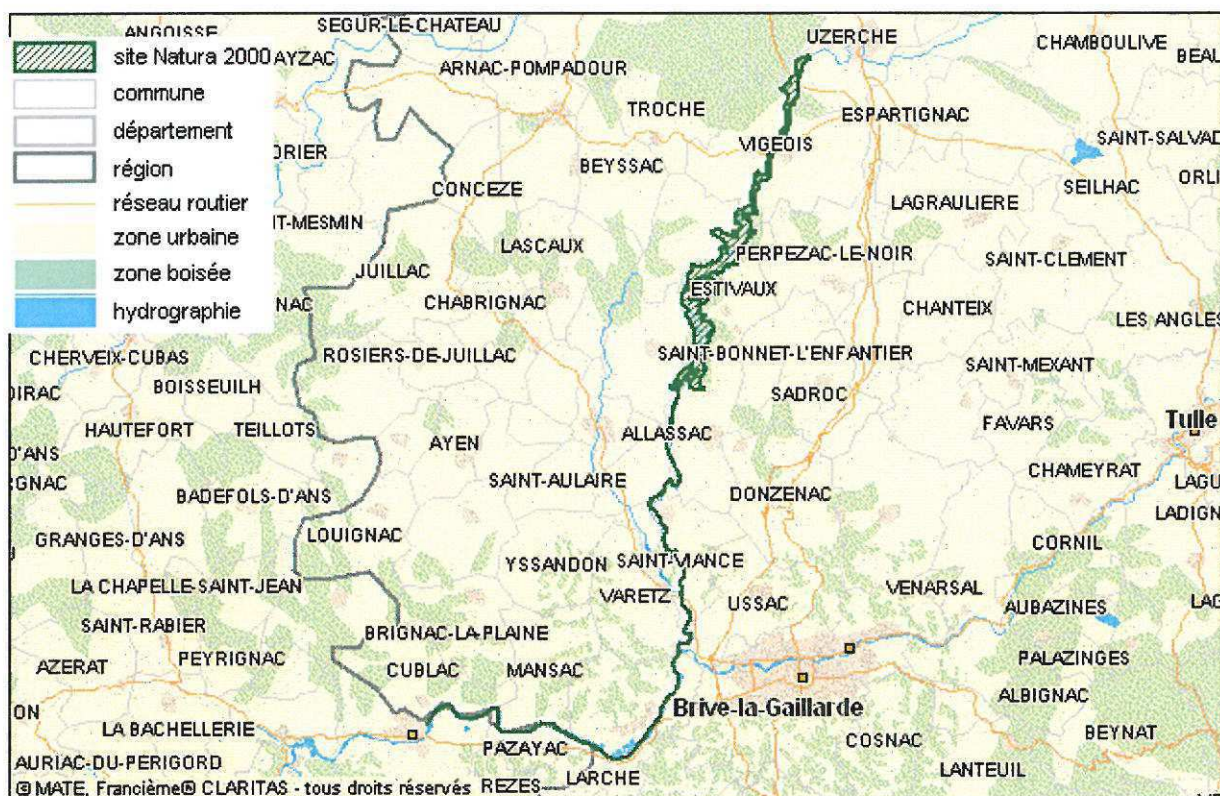 ANGOISSE
SEGUR-LE-CHATEAU
UZERCHE
CHAMBOULIVE
BEAU
site Natura 2000
AYZAC
ARNAC-POMPADOUR
TROCHE
ESPARTIGNAC
commune
département
ORIER
BEYSSAC
VIGEOIS
SAINT-SALVAD
région
CONCEZE
SEILHAC
ORLI
réseau routier
NT-MESMIN
LASCAUX
LAGRAULIERE
zone urbaine
PERPEZAC-LE-NOIR
SAINT-CLEMENT
zone boisée
JUILLAC
ESTIVAUX
hydrographie
NAC
CHABRIGNAC
CHANTEIX
LES ANGLES
CHERVEIX-CUBAS
ROSIERS-DE-JUILLAC
SAINT-BONNET-L'ENFANTIER
SAINT-MEXANT
OIRAC
BOISSEUILH
SADROC
HAUTEFORT
TEILLOTS
AYEN
ALLASSAC
FAVARS
Tulle
D'ANS
SAINT-AULAIRE
CHAMEYRAT
GNAC
BADEFOLS-D'ANS
DONZENAC
LAGU
LADIGN
GRANGES-D'ANS
LOUIGNAC
CORNIL
LA CHAPELLE-SAINT-JEAN
YSSANDON
SAINT-VIANCE
VENARSAL
VARETZ
USSAC
AUBAZINES
LAG
SAINT-RABIER
BRIGNAC-LA-PLAINE
AZERAT
PEYRIGNAC
CUBLAC
MANSAC
PALAZINGES
ALBIGNAC
ON
LA BACHELLERIE
Brive-la-Gaillarde
BEYNAT
PAZAYAC
COSNAC
AURIAC-DU-PERIGORD
LARCHE
LANTEUIL
© MATE, Francième® CLARITAS - tous droits réservés
REZES